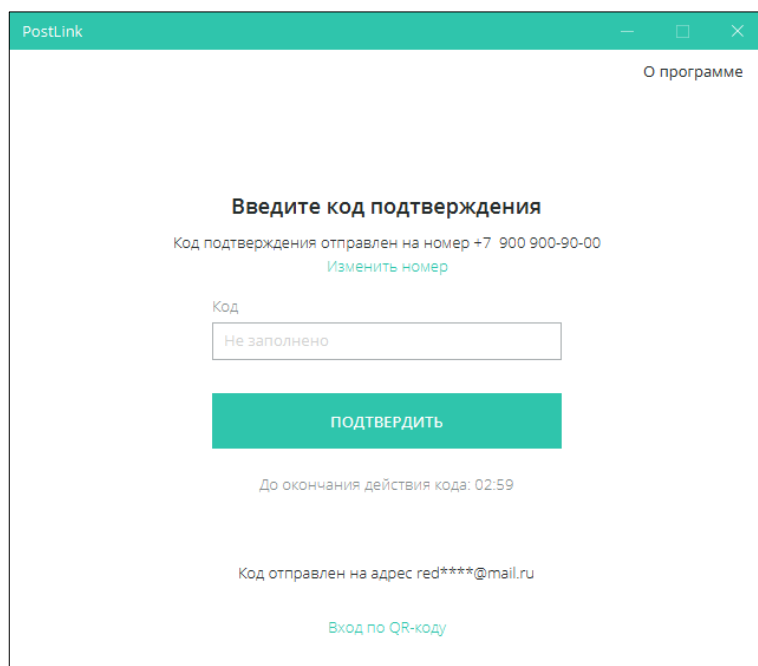 PostLink
О программе
Введите код подтверждения
Код подтверждения отправлен на номер +7 900 900-90-00
Изменить номер
Код
Не заполнено
ПОДТВЕРДИТЬ
До окончания действия кода: 02:59
Код отправлен на адрес red****@mail.ru
Вход по QR-коду